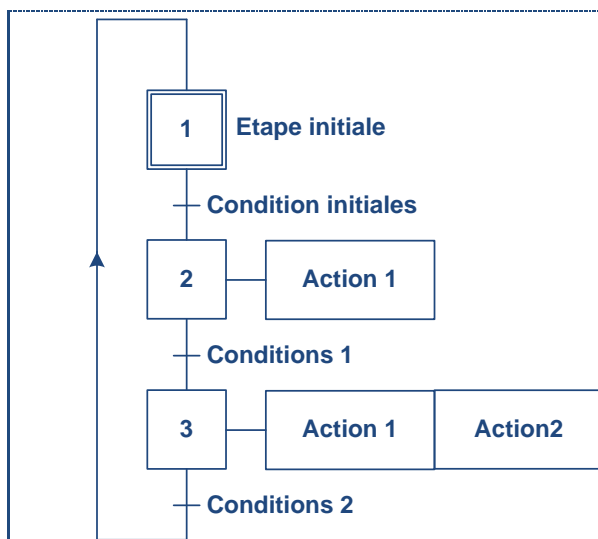 1 Etape initiale
Condition initiales
2 Action 1
Conditions 1
3 Action 1 Action2
Conditions 2